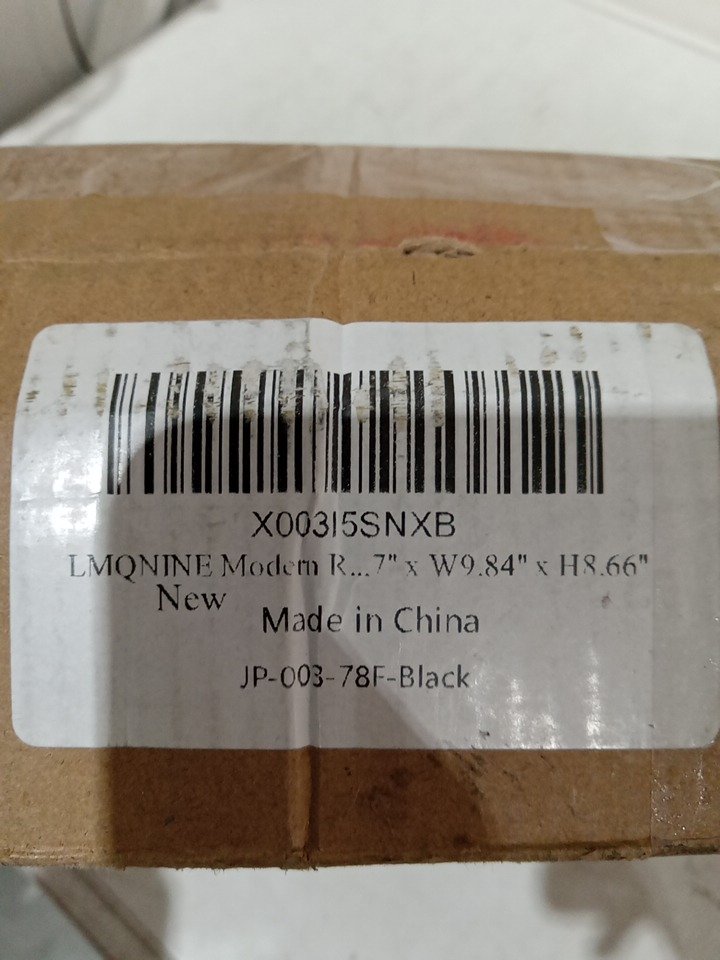 X003I5SNXB
LMQNINE Modern R...7" x W9.84" x H8.66"
New
Made in China
JP-003-78F-Black